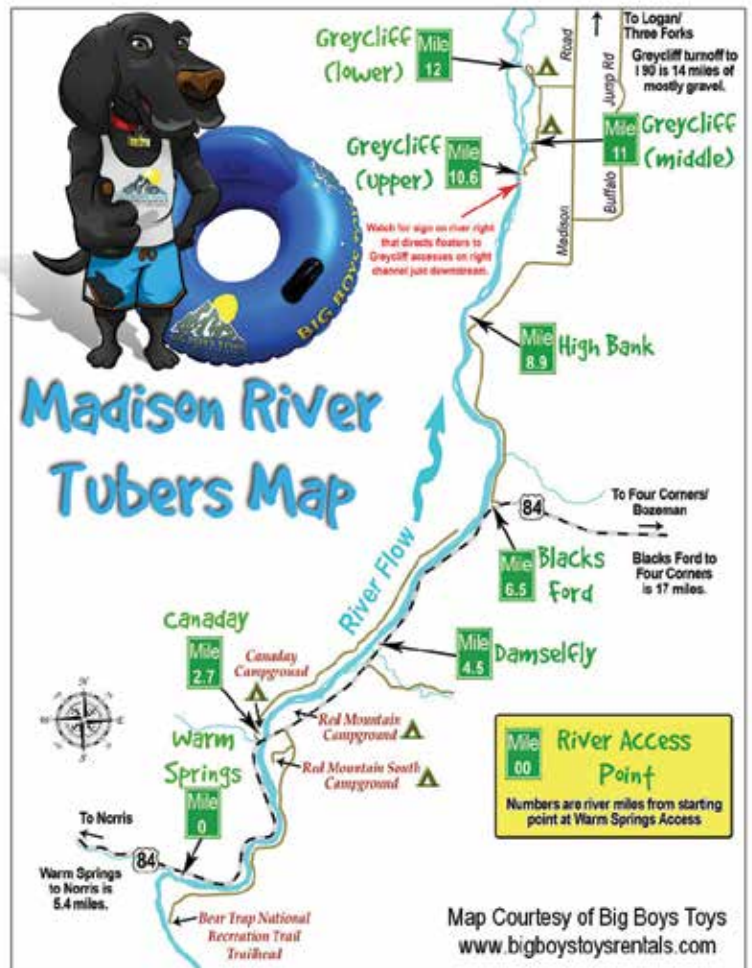 Greycliff
(lower)
Mile
12
To Logan/
Three Forks
Greycliff turnoff to
I 90 is 14 miles of
mostly gravel.
Road
Jump Rd
Buffalo
Madison
Greycliff
(upper)
Mile
10.6
Mile
11
Greycliff
(middle)
Watch for sign on river right
that directs floaters to
Greycliff accesses on right
channel just downstream.
BIG BOYS TOYS
Mile
8.9
High Bank
Madison River
Tubers Map
River Flow
84
To Four Corners/
Bozeman
Blacks Ford to
Four Corners
is 17 miles.
Mile
6.5
Blacks
Ford
Canaday
Mile
2.7
Canaday
Campground
Mile
4.5
Damselfly
Red Mountain
Campground
Red Mountain South
Campground
N
W
E
S
Warm
Springs
Mile
0
To Norris
84
Warm Springs
to Norris is
5.4 miles.
Bear Trap National
Recreation Trail
Trailhead
Mile
00
River Access
Point
Numbers are river miles from starting
point at Warm Springs Access
Map Courtesy of Big Boys Toys
www.bigboystoysrentals.com